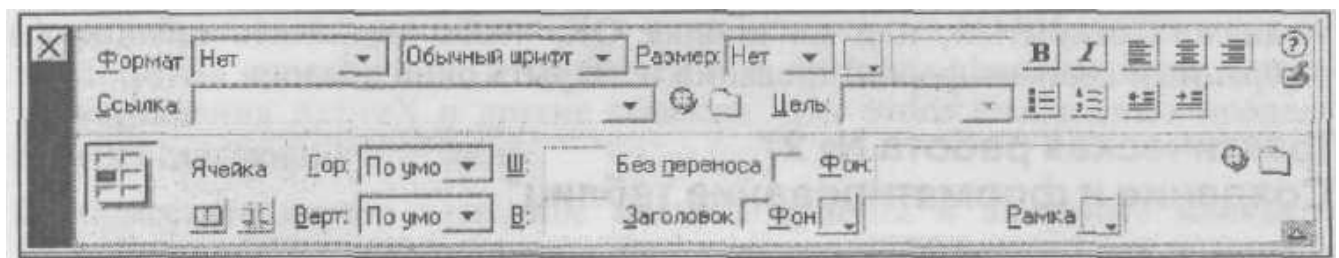 Формат Нет Обычный шрифт Размер: Нет B I
Ссылка: Цель:
Ячейка Гор: По умо Ш: Без переноса Фон:
Верт: По умо В: Заголовок Фон Рамка